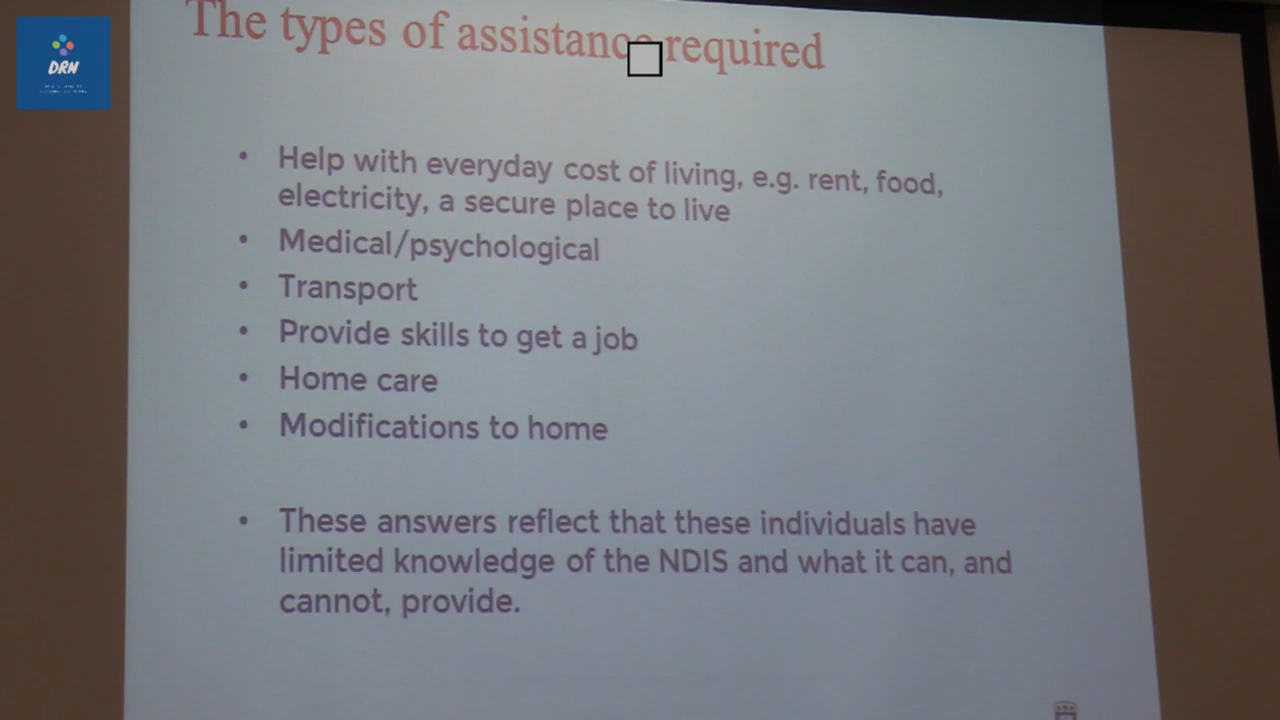 The types of assistance required
DRN
Help with everyday cost of living, e.g. rent, food,
electricity, a secure place to live
Medical/psychological
Transport
Provide skills to get a job
Home care
Modifications to home
These answers reflect that these individuals have
limited knowledge of the NDIS and what it can, and
cannot, provide.